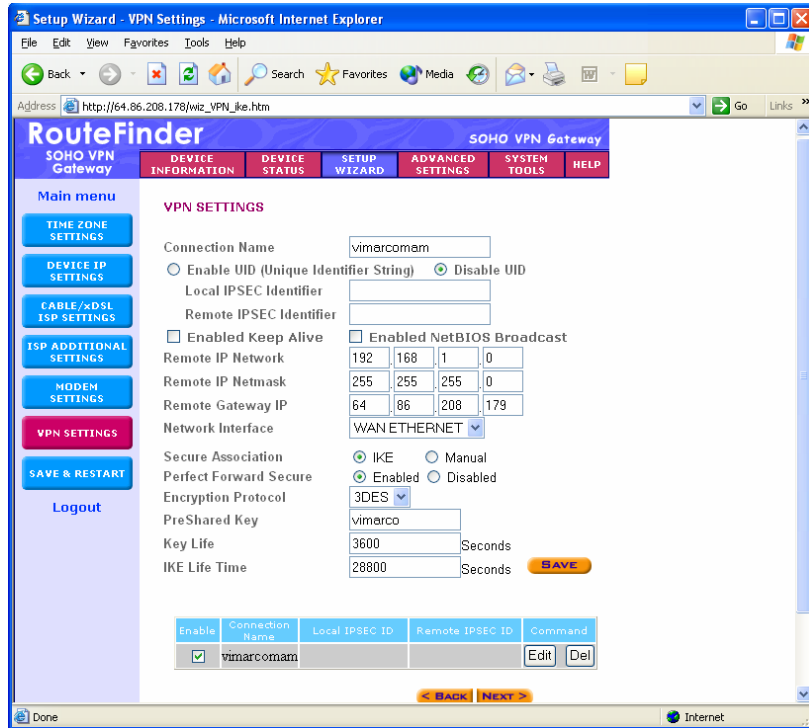 Setup Wizard - VPN Settings - Microsoft Internet Explorer
File Edit View Favorites Tools Help
Back Search Favorites Media
Address http://64.86.208.178/wiz_VPN_ike.htm Go Links »
RouteFinder SOHO VPN Gateway
SOHO VPN Gateway
DEVICE INFORMATION DEVICE STATUS SETUP WIZARD ADVANCED SETTINGS SYSTEM TOOLS HELP
Main menu
TIME ZONE SETTINGS
DEVICE IP SETTINGS
CABLE/xDSL ISP SETTINGS
ISP ADDITIONAL SETTINGS
MODEM SETTINGS
VPN SETTINGS
SAVE & RESTART
Logout
VPN SETTINGS
Connection Name vimarcomam
Enable UID (Unique Identifier String) Disable UID
Local IPSEC Identifier
Remote IPSEC Identifier
Enabled Keep Alive Enabled NetBIOS Broadcast
Remote IP Network 192 . 168 . 1 . 0
Remote IP Netmask 255 . 255 . 255 . 0
Remote Gateway IP 64 . 86 . 208 . 179
Network Interface WAN ETHERNET
Secure Association IKE Manual
Perfect Forward Secure Enabled Disabled
Encryption Protocol 3DES
PreShared Key vimarco
Key Life 3600 Seconds
IKE Life Time 28800 Seconds SAVE
Enable Connection Name Local IPSEC ID Remote IPSEC ID Command
vimarcomam Edit Del
< BACK NEXT >
Done Internet